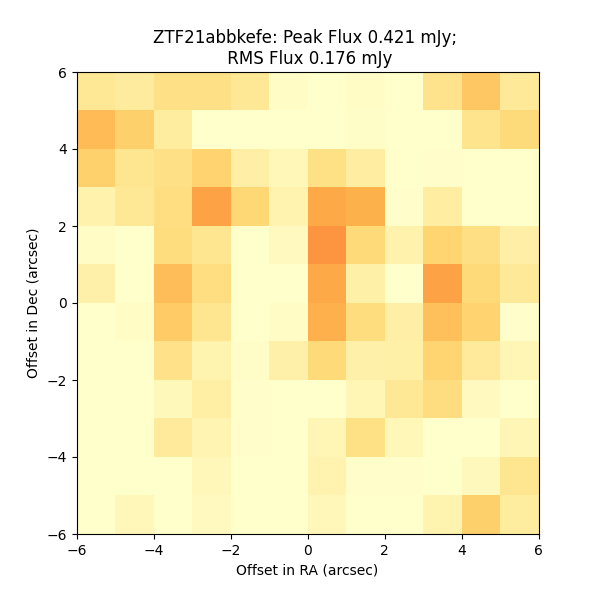 ZTF21abbkefe: Peak Flux 0.421 mJy;
RMS Flux 0.176 mJy
6
4
2
0
−2
−4
−6
Offset in Dec (arcsec)
−6 −4 −2 0 2 4 6
Offset in RA (arcsec)